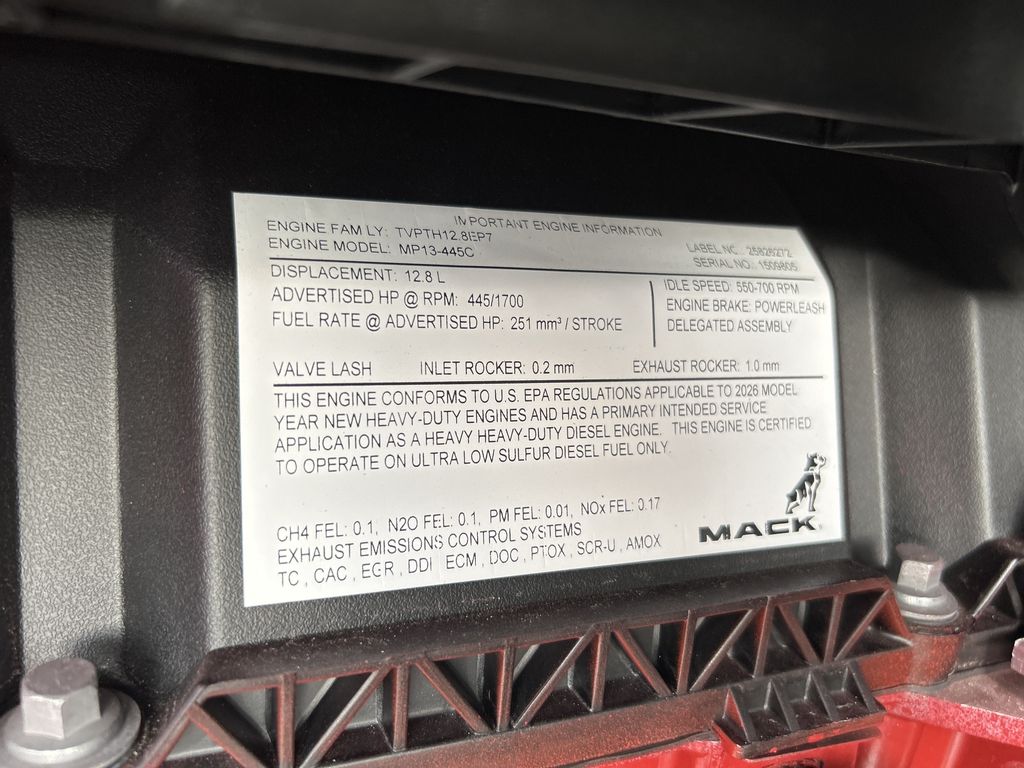 IMPORTANT ENGINE INFORMATION
ENGINE FAMILY: TVPTH12.8EP7
ENGINE MODEL: MP13-445C
LABEL NO. 25828272
SERIAL NO. 1509805
DISPLACEMENT: 12.8 L
ADVERTISED HP @ RPM: 445/1700
FUEL RATE @ ADVERTISED HP: 251 mm³ / STROKE
IDLE SPEED: 550-700 RPM
ENGINE BRAKE: POWERLEASH
DELEGATED ASSEMBLY
VALVE LASH INLET ROCKER: 0.2 mm EXHAUST ROCKER: 1.0 mm
THIS ENGINE CONFORMS TO U.S. EPA REGULATIONS APPLICABLE TO 2026 MODEL
YEAR NEW HEAVY-DUTY ENGINES AND HAS A PRIMARY INTENDED SERVICE
APPLICATION AS A HEAVY HEAVY-DUTY DIESEL ENGINE. THIS ENGINE IS CERTIFIED
TO OPERATE ON ULTRA LOW SULFUR DIESEL FUEL ONLY.
CH4 FEL: 0.1, N2O FEL: 0.1, PM FEL: 0.01, NOx FEL: 0.17
EXHAUST EMISSIONS CONTROL SYSTEMS
TC , CAC , EGR , DDI , ECM , DOC , PTOX , SCR-U , AMOX
MACK